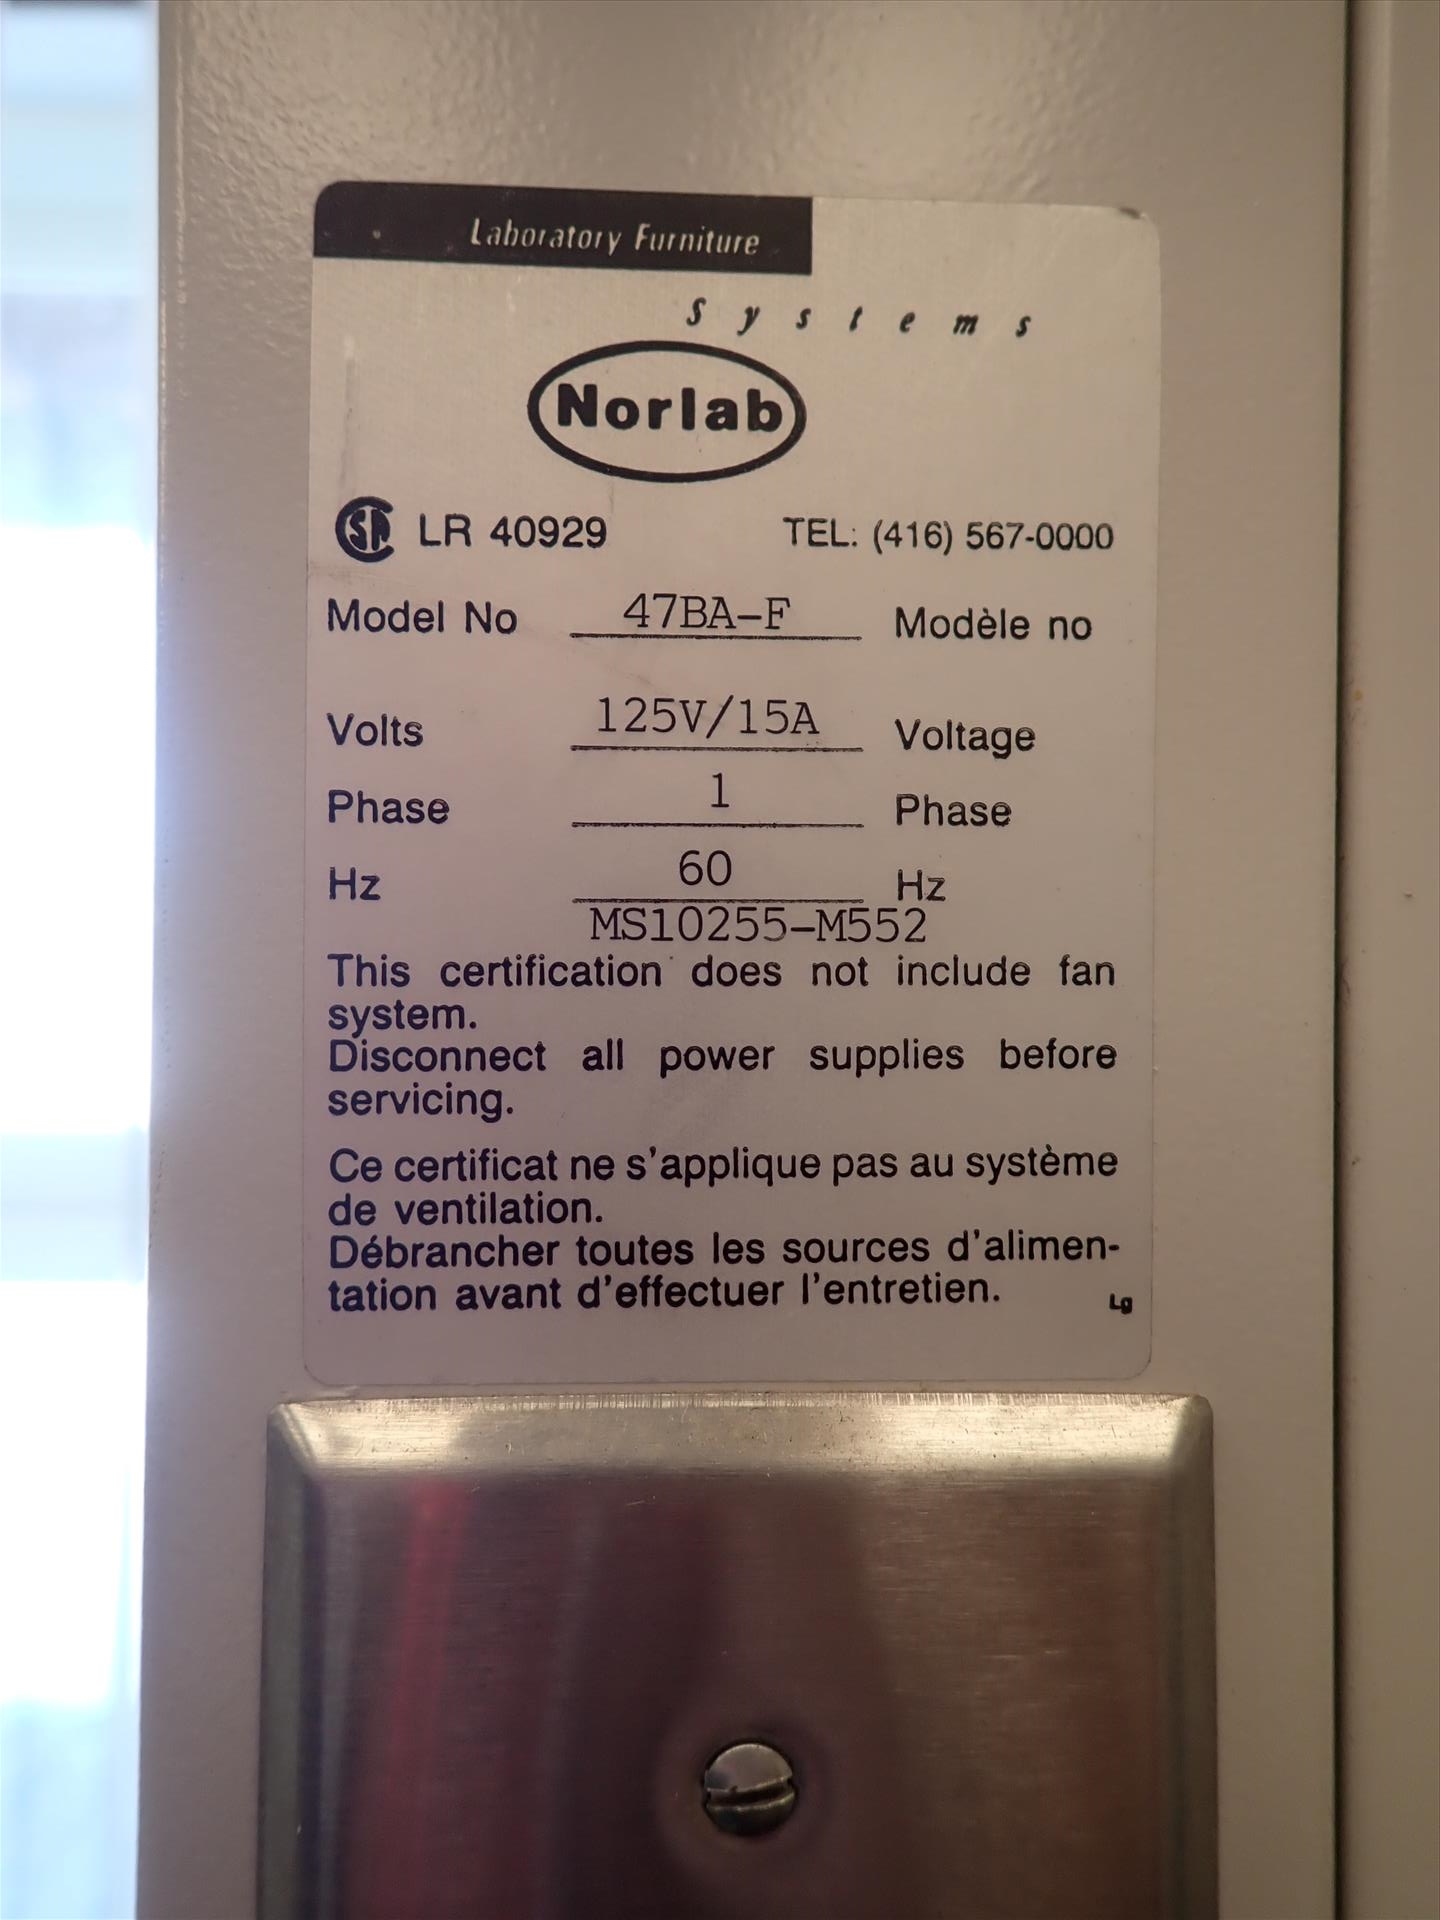 Laboratory Furniture
Systems
Norlab
SA LR 40929 TEL: (416) 567-0000
Model No 47BA-F Modèle no
Volts 125V/15A Voltage
Phase 1 Phase
Hz 60 Hz
MS10255-M552
This certification does not include fan
system.
Disconnect all power supplies before
servicing.
Ce certificat ne s'applique pas au système
de ventilation.
Débrancher toutes les sources d'alimen-
tation avant d'effectuer l'entretien.
Lg